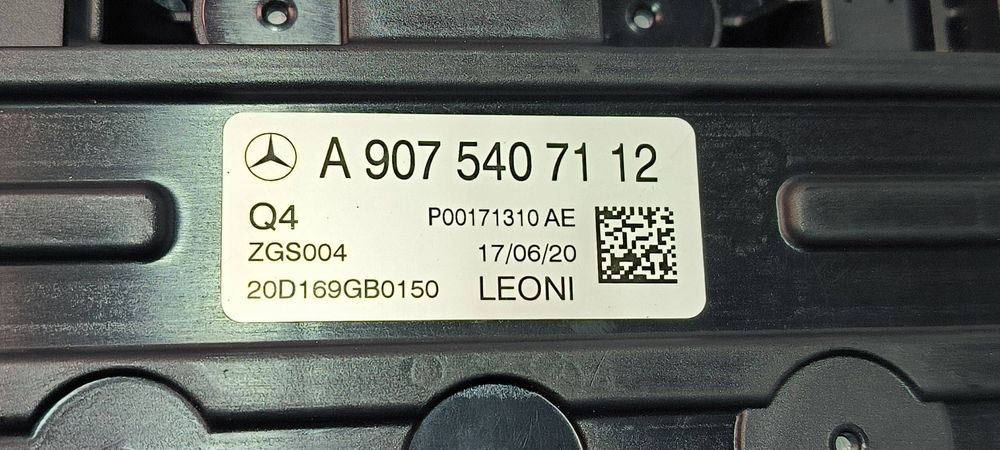 A 907 540 71 12
Q4 P00171310 AE
ZGS004 17/06/20
20D169GB0150 LEONI